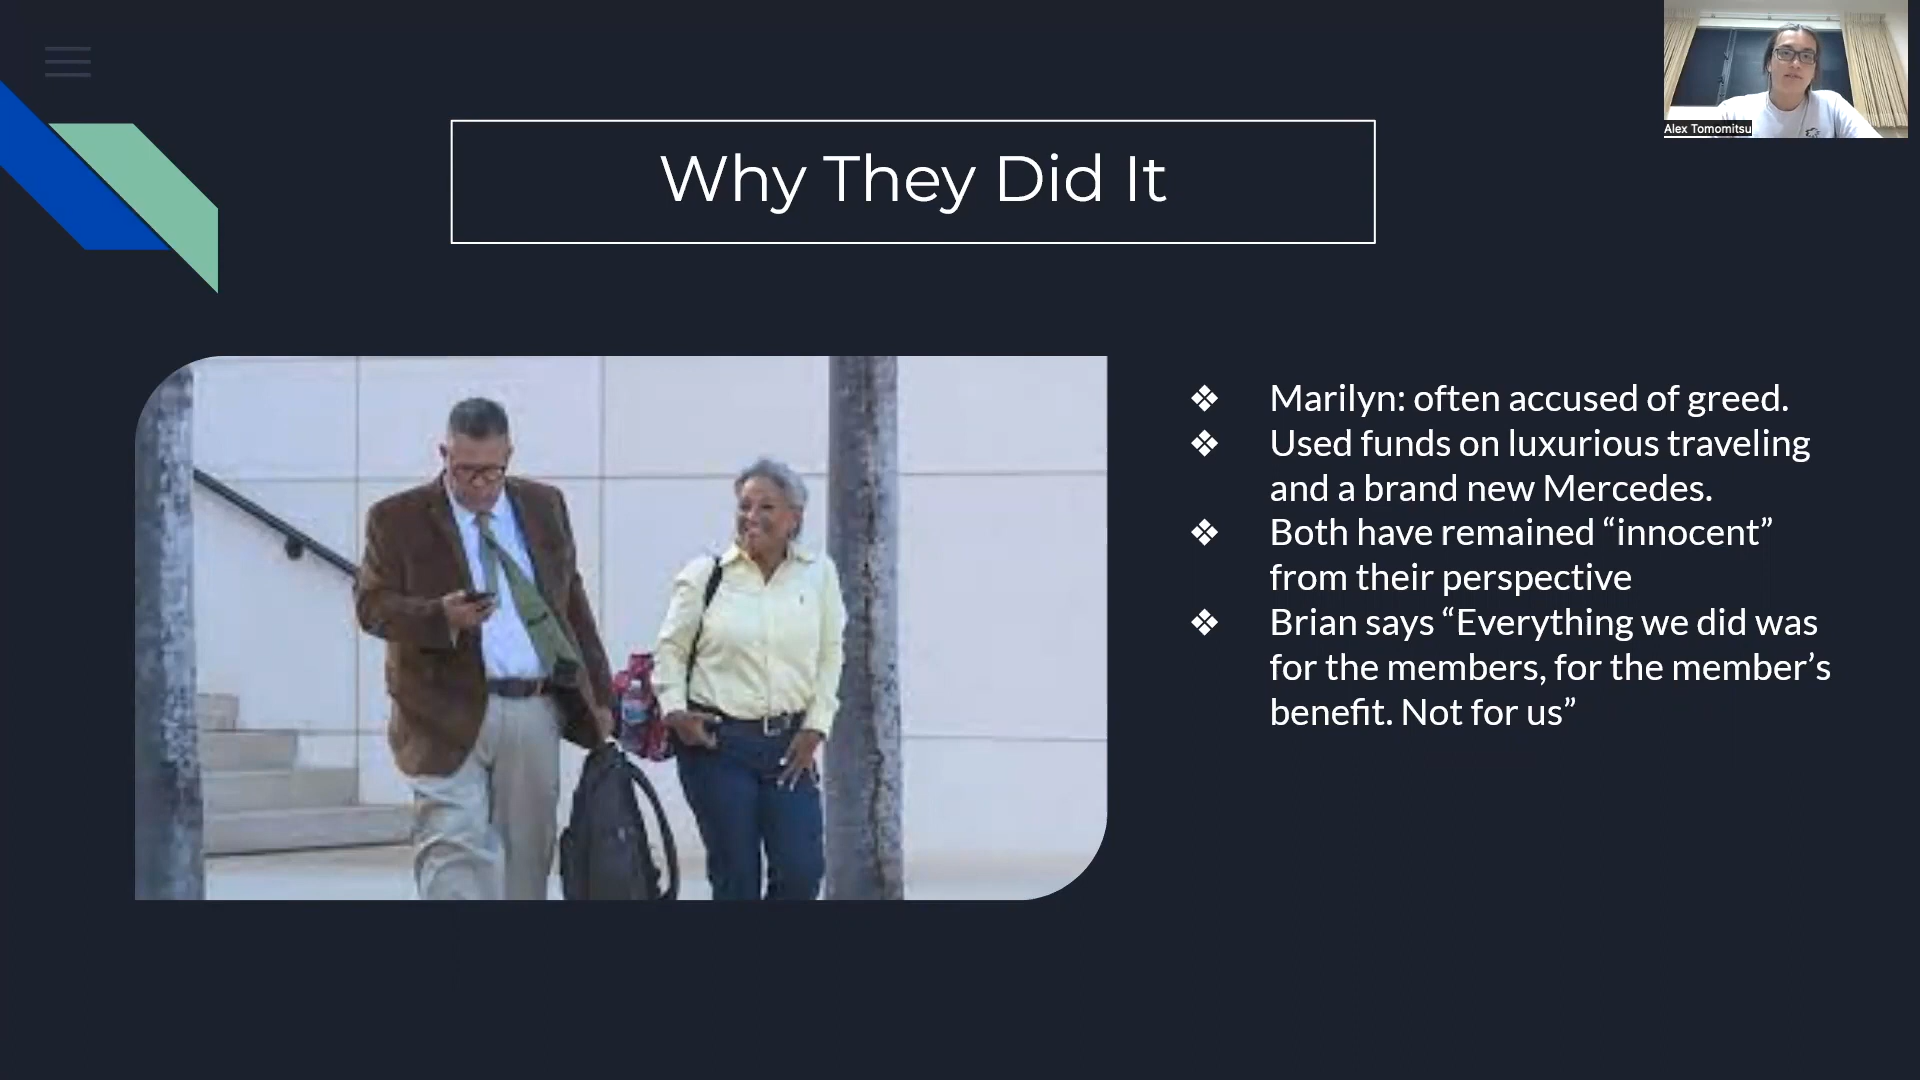 Alex Tomomitsu
Why They Did It
❖ Marilyn: often accused of greed.
❖ Used funds on luxurious traveling
and a brand new Mercedes.
❖ Both have remained “innocent”
from their perspective
❖ Brian says “Everything we did was
for the members, for the member’s
benefit. Not for us”